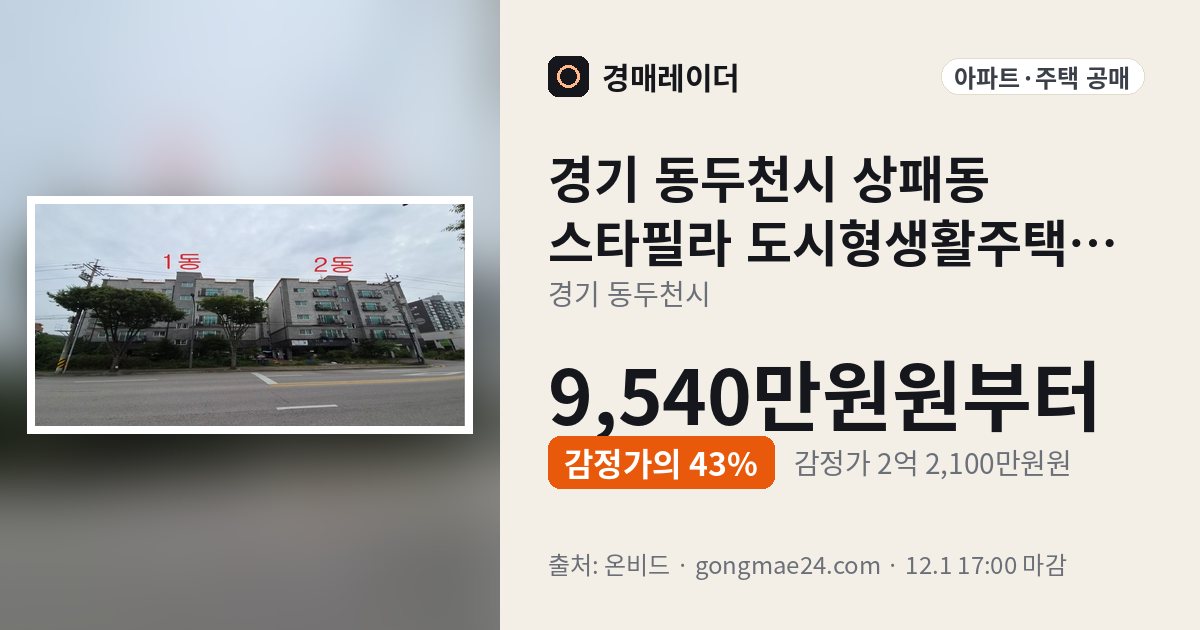 경매레이더
아파트·주택 공매
경기 동두천시 상패동
스타필라 도시형생활주택…
경기 동두천시
9,540만원원부터
감정가의 43%
감정가 2억 2,100만원원
출처: 온비드 · gongmae24.com · 12.1 17:00 마감
1동
2동